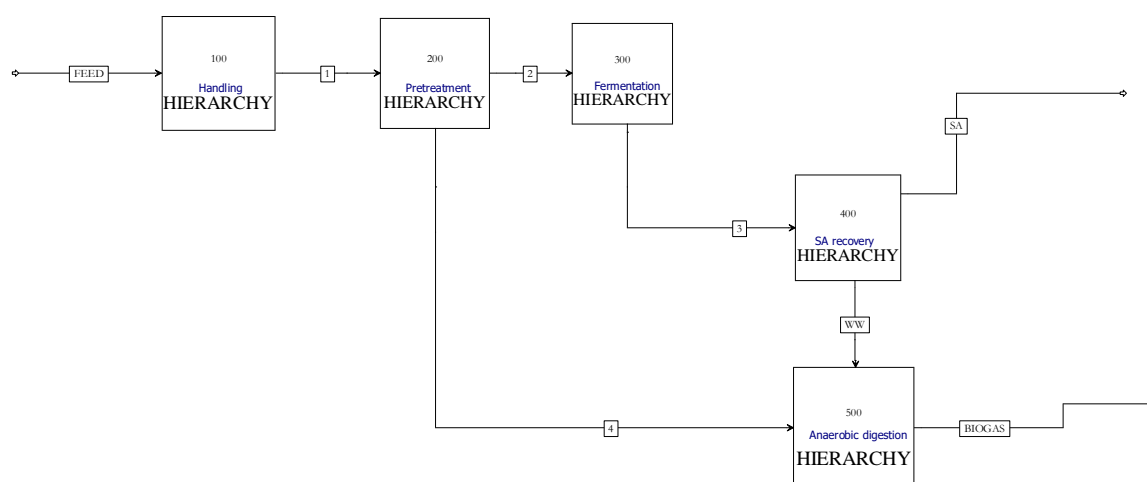 FEED
100
Handling
HIERARCHY
1
200
Pretreatment
HIERARCHY
2
300
Fermentation
HIERARCHY
3
400
SA recovery
HIERARCHY
SA
WW
4
500
Anaerobic digestion
HIERARCHY
BIOGAS